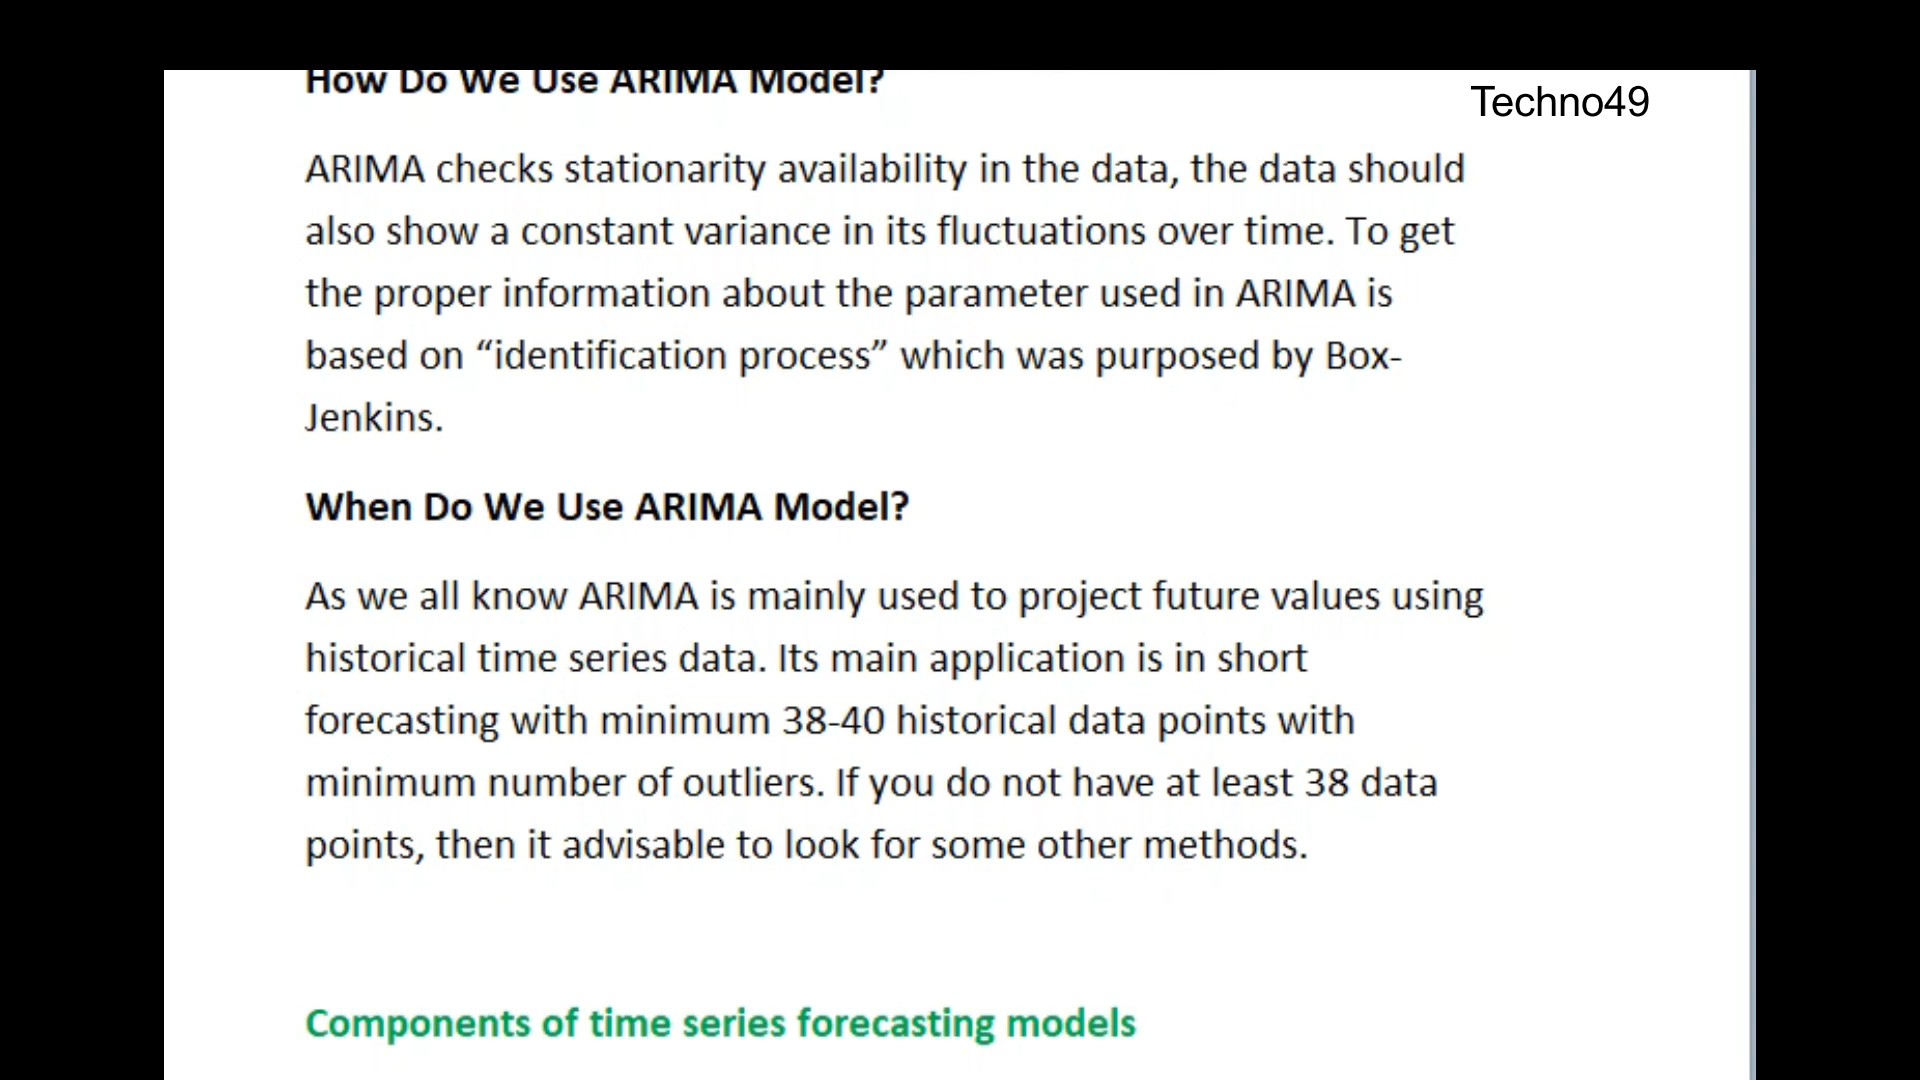 How Do We Use ARIMA Model?
Techno49
ARIMA checks stationarity availability in the data, the data should
also show a constant variance in its fluctuations over time. To get
the proper information about the parameter used in ARIMA is
based on “identification process” which was purposed by Box-
Jenkins.
When Do We Use ARIMA Model?
As we all know ARIMA is mainly used to project future values using
historical time series data. Its main application is in short
forecasting with minimum 38-40 historical data points with
minimum number of outliers. If you do not have at least 38 data
points, then it advisable to look for some other methods.
Components of time series forecasting models